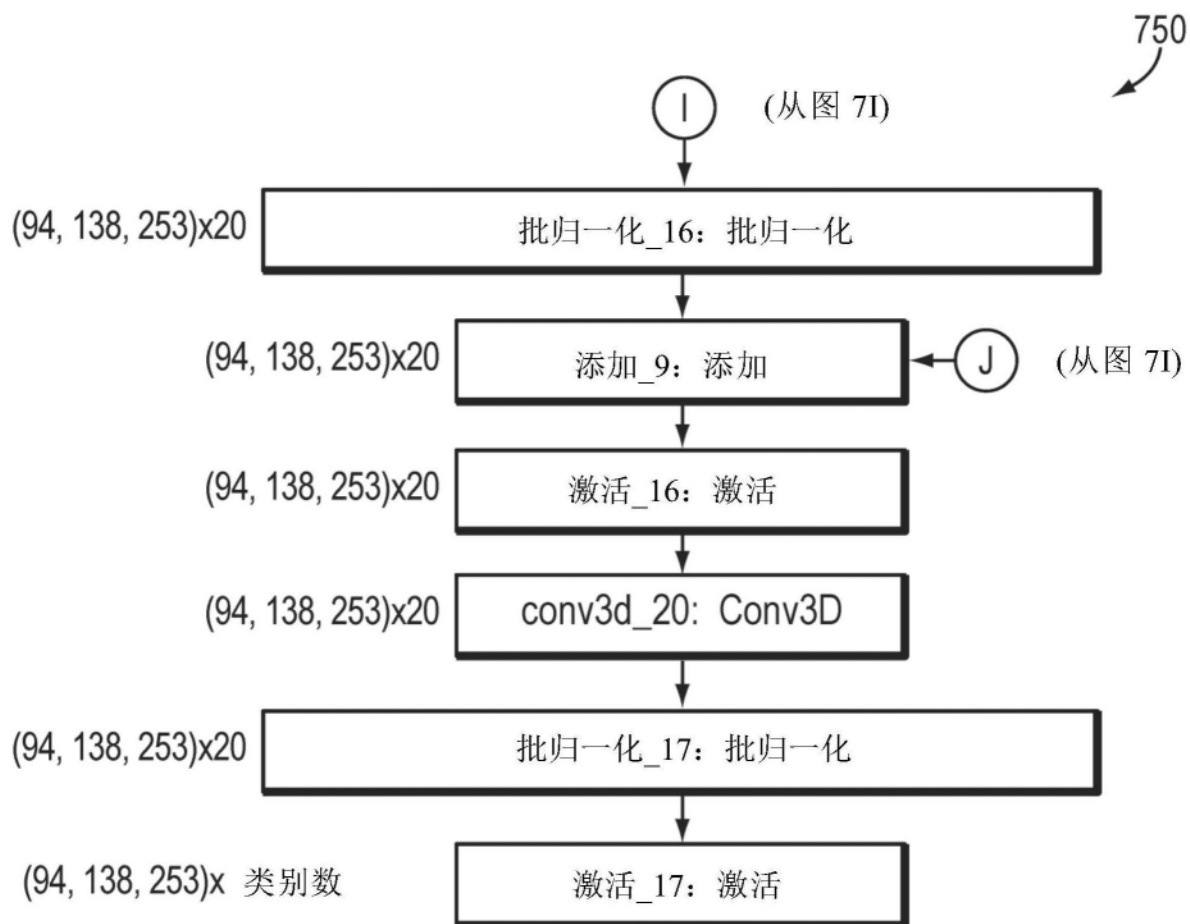 750
I (从图 7I)
(94, 138, 253)x20 批归一化_16：批归一化
(94, 138, 253)x20 添加_9：添加 J (从图 7I)
(94, 138, 253)x20 激活_16：激活
(94, 138, 253)x20 conv3d_20: Conv3D
(94, 138, 253)x20 批归一化_17：批归一化
(94, 138, 253)x 类别数 激活_17：激活